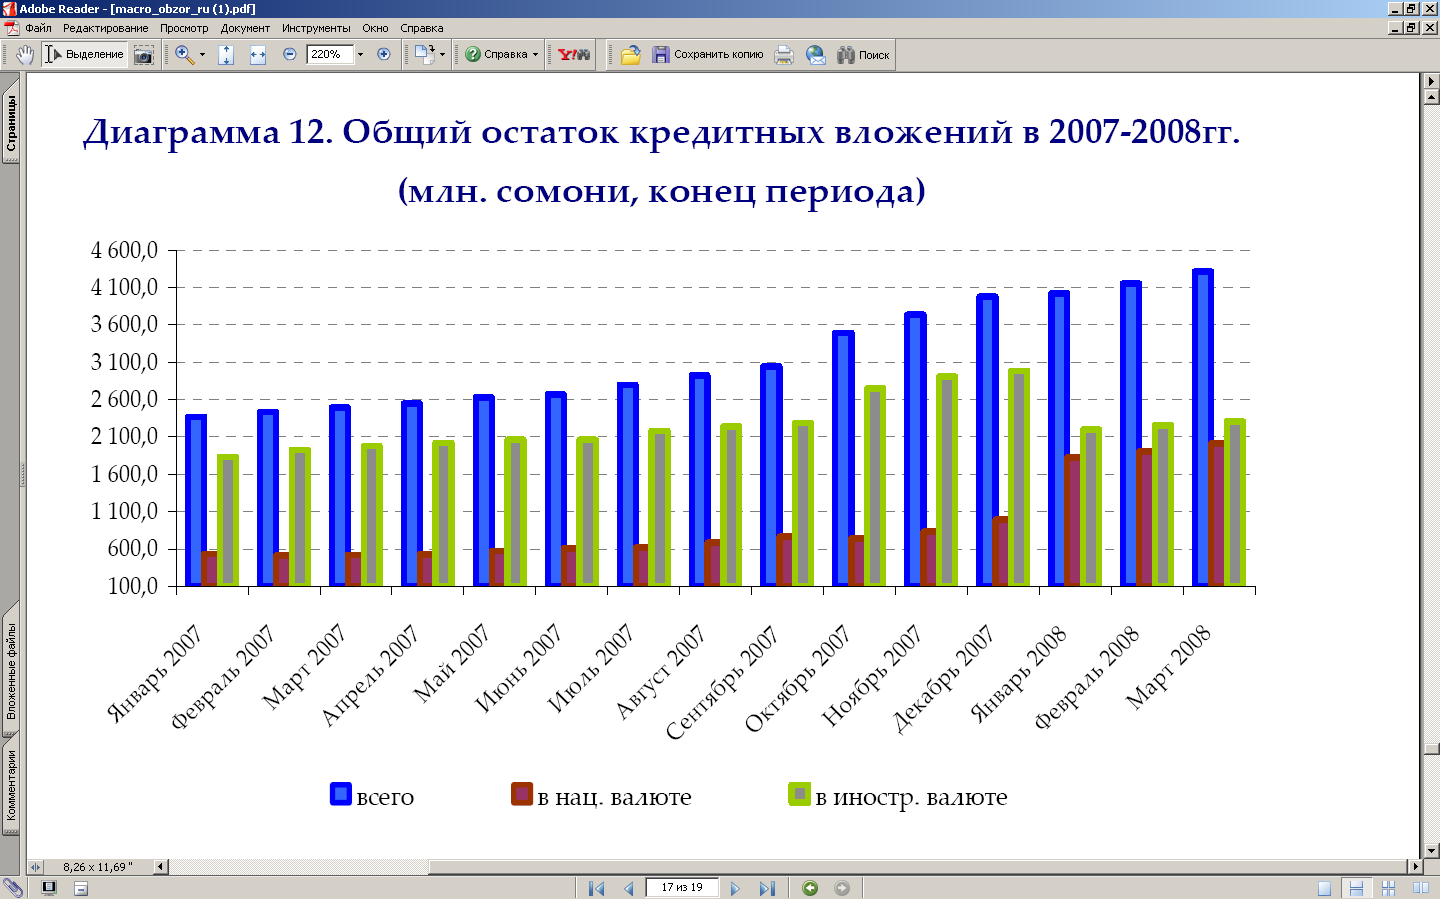 Adobe Reader - [macro_obzor_ru (1).pdf]
Файл Редактирование Просмотр Документ Инструменты Окно Справка
Выделение 220% Справка Y! Сохранить копию Поиск
Страницы
Диаграмма 12. Общий остаток кредитных вложений в 2007-2008гг.
(млн. сомони, конец периода)
4 600,0
4 100,0
3 600,0
3 100,0
2 600,0
2 100,0
1 600,0
1 100,0
600,0
100,0
Январь 2007
Февраль 2007
Март 2007
Апрель 2007
Май 2007
Июнь 2007
Июль 2007
Август 2007
Сентябрь 2007
Октябрь 2007
Ноябрь 2007
Декабрь 2007
Январь 2008
Февраль 2008
Март 2008
всего в нац. валюте в иностр. валюте
Вложенные файлы
Комментарии
8,26 x 11,69 "
17 из 19